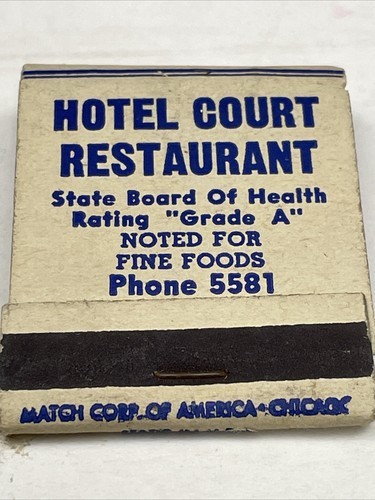 HOTEL COURT
RESTAURANT
State Board Of Health
Rating "Grade A"
NOTED FOR
FINE FOODS
Phone 5581
MATCH CORP. OF AMERICA • CHICAGO